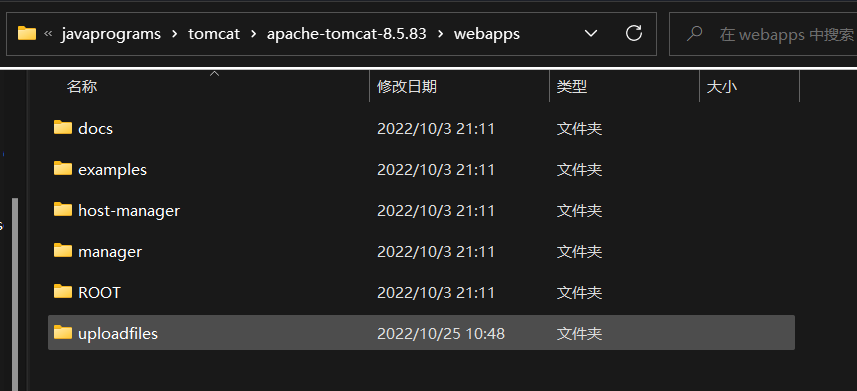 « javaprograms › tomcat › apache-tomcat-8.5.83 › webapps 在 webapps 中搜索
名称 修改日期 类型 大小
docs 2022/10/3 21:11 文件夹
examples 2022/10/3 21:11 文件夹
host-manager 2022/10/3 21:11 文件夹
manager 2022/10/3 21:11 文件夹
ROOT 2022/10/3 21:11 文件夹
uploadfiles 2022/10/25 10:48 文件夹